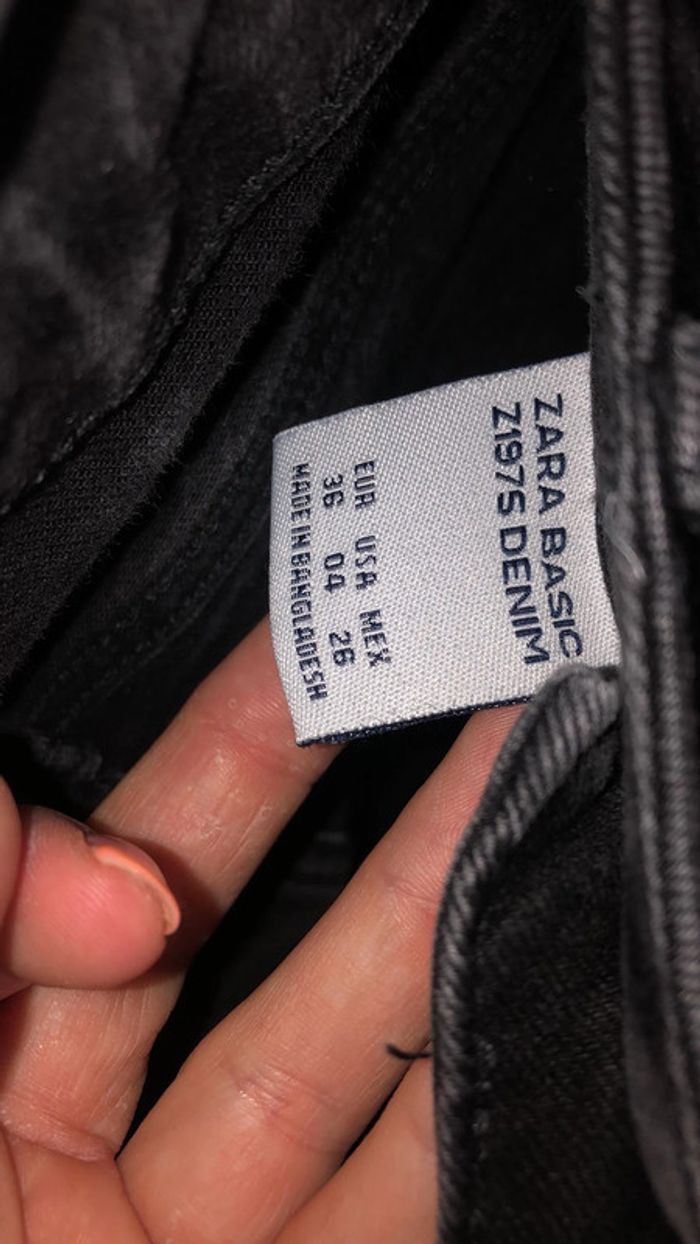 ZARA BASIC
Z1975 DENIM
EUR USA MEX
36 04 26
MADE IN BANGLADESH